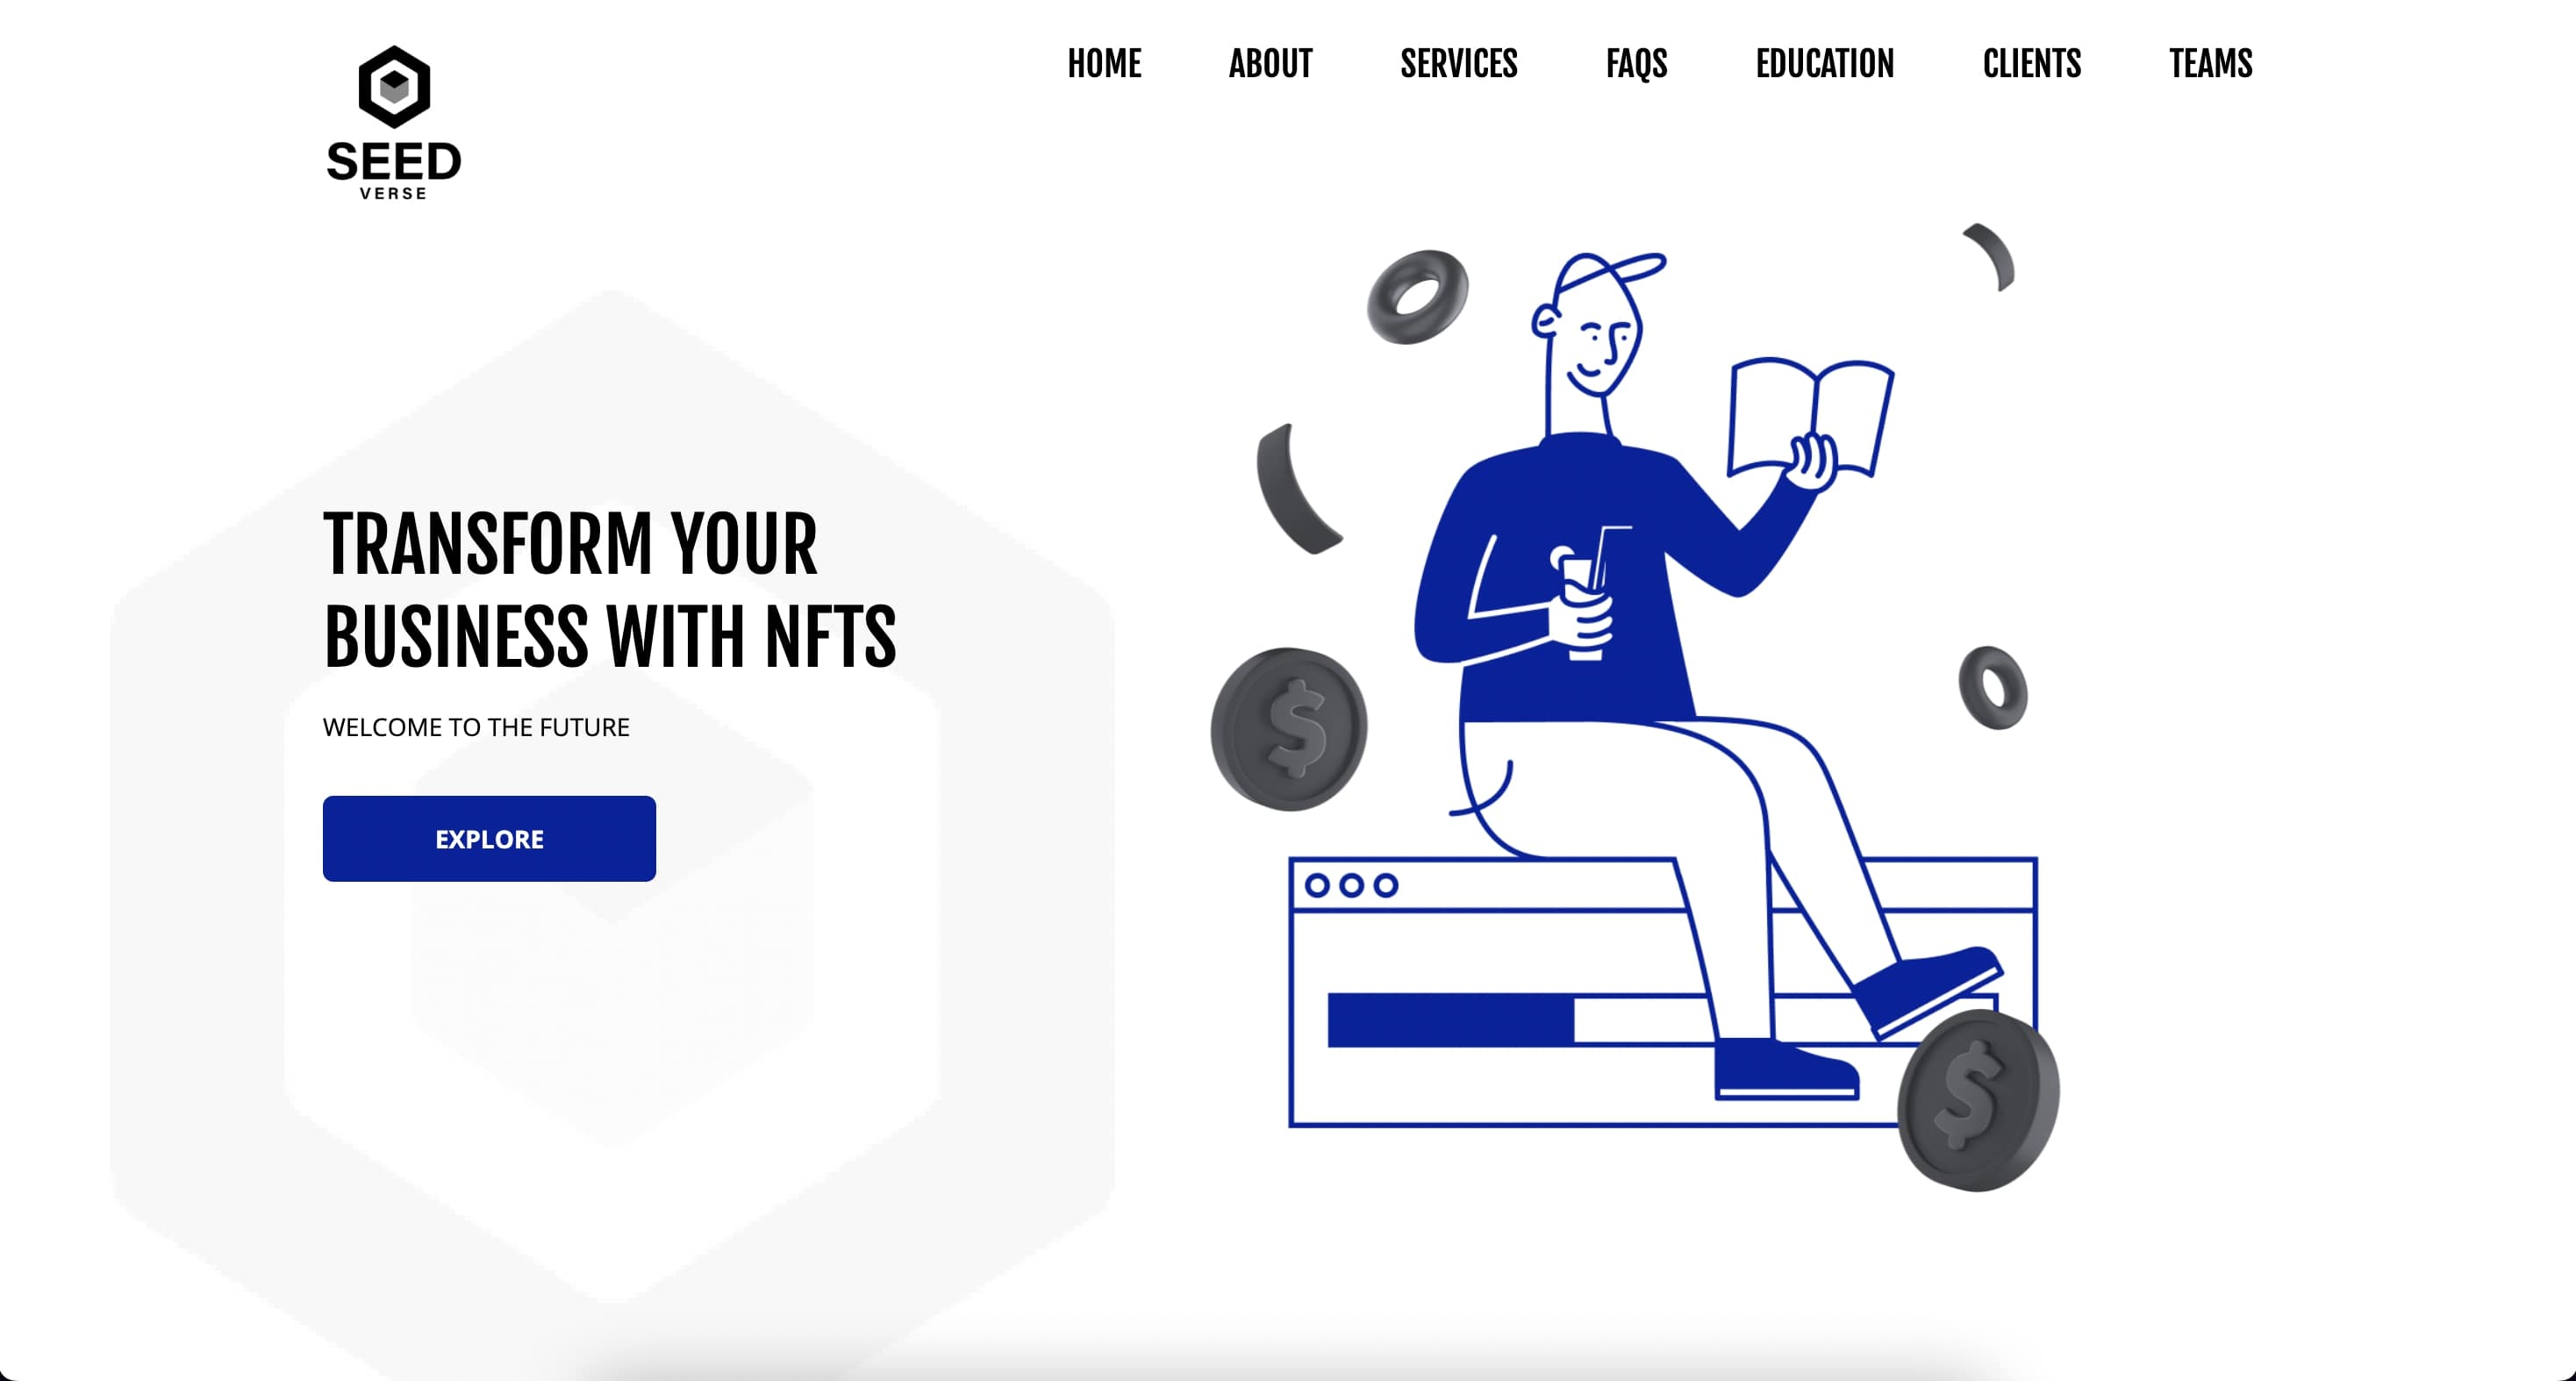 SEED
VERSE
HOME ABOUT SERVICES FAQS EDUCATION CLIENTS TEAMS
TRANSFORM YOUR
BUSINESS WITH NFTS
WELCOME TO THE FUTURE
EXPLORE
$
$